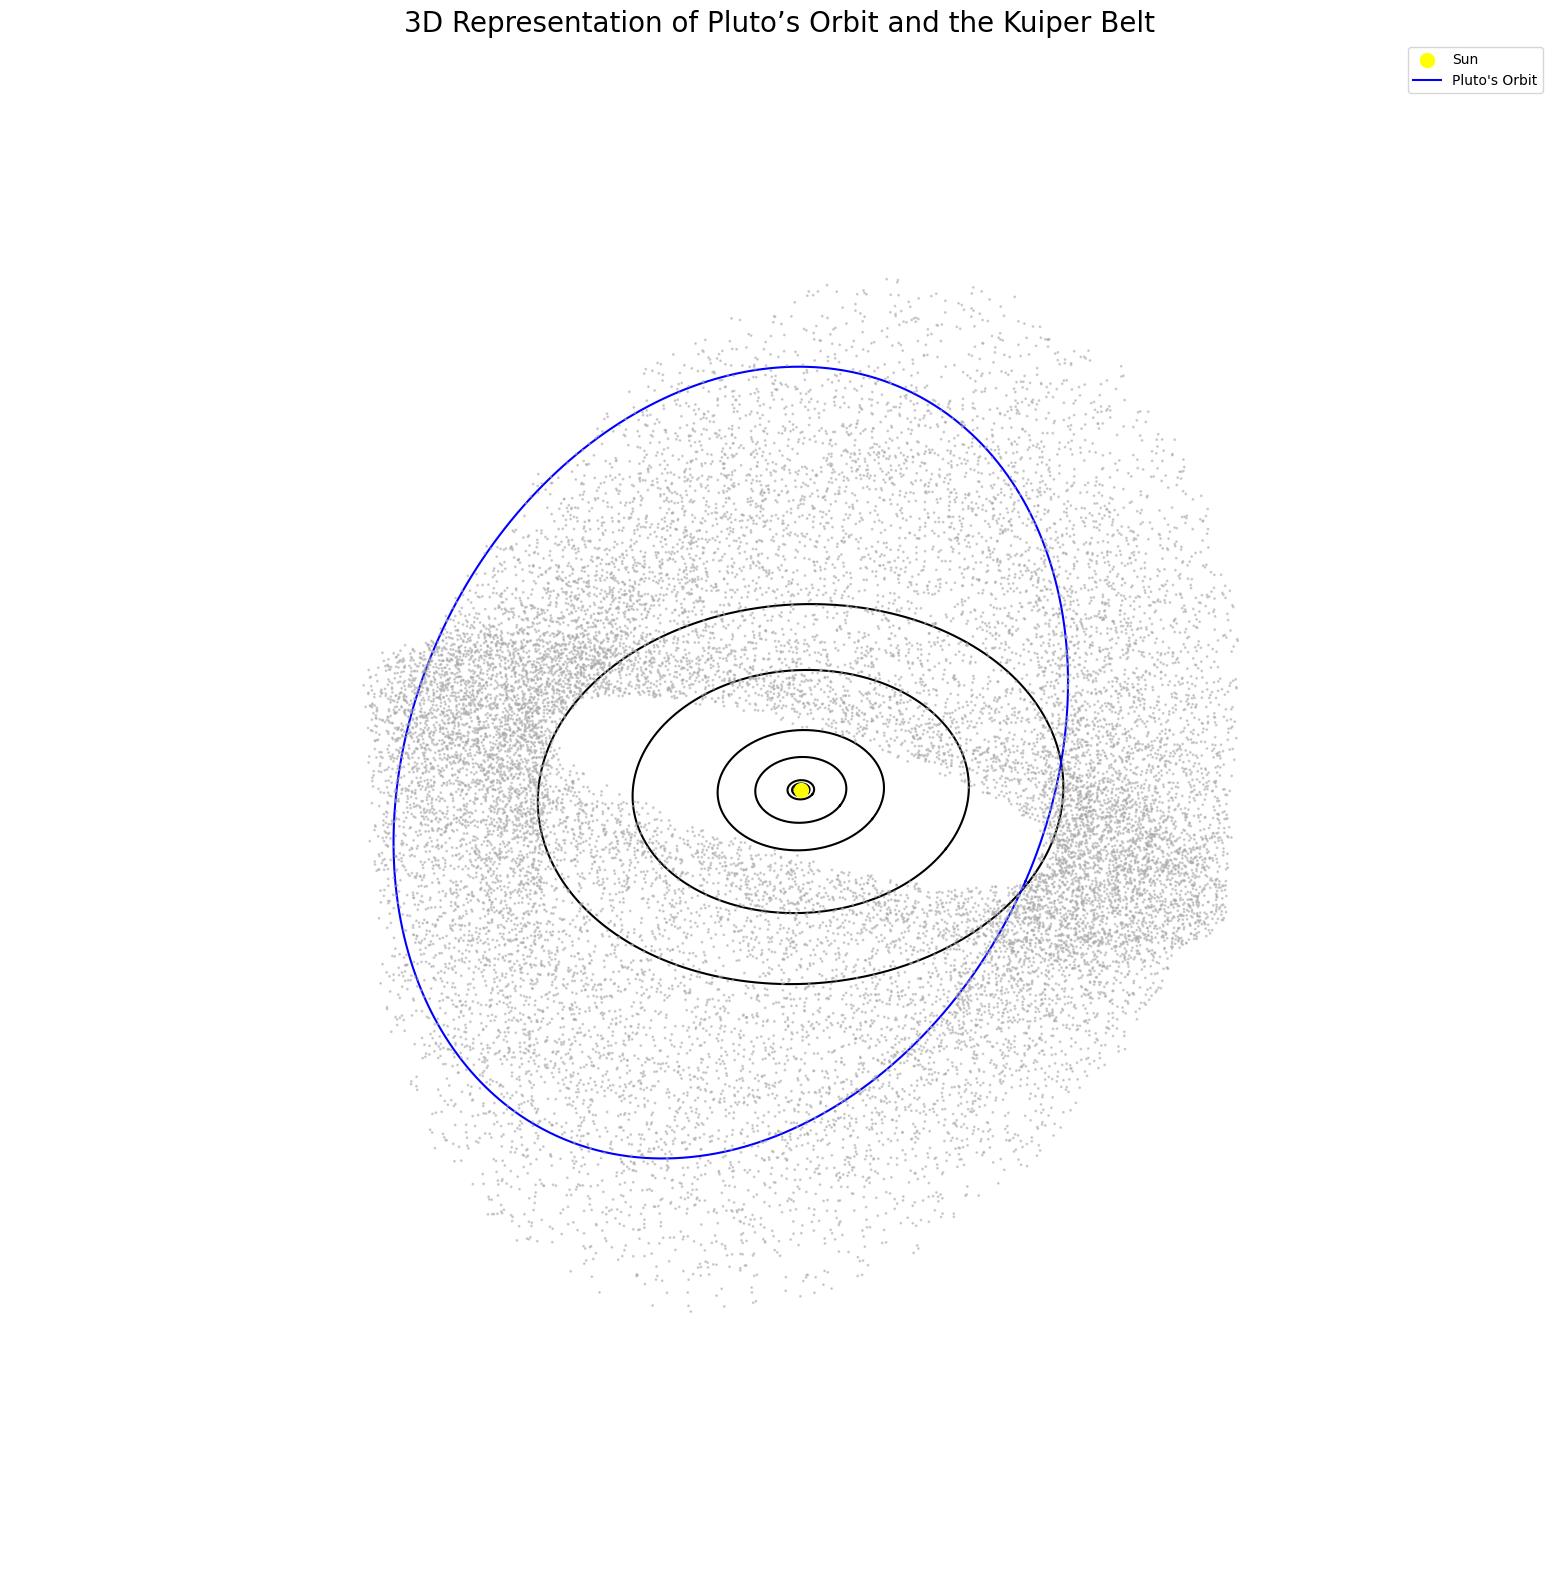 3D Representation of Pluto’s Orbit and the Kuiper Belt
Sun
Pluto's Orbit